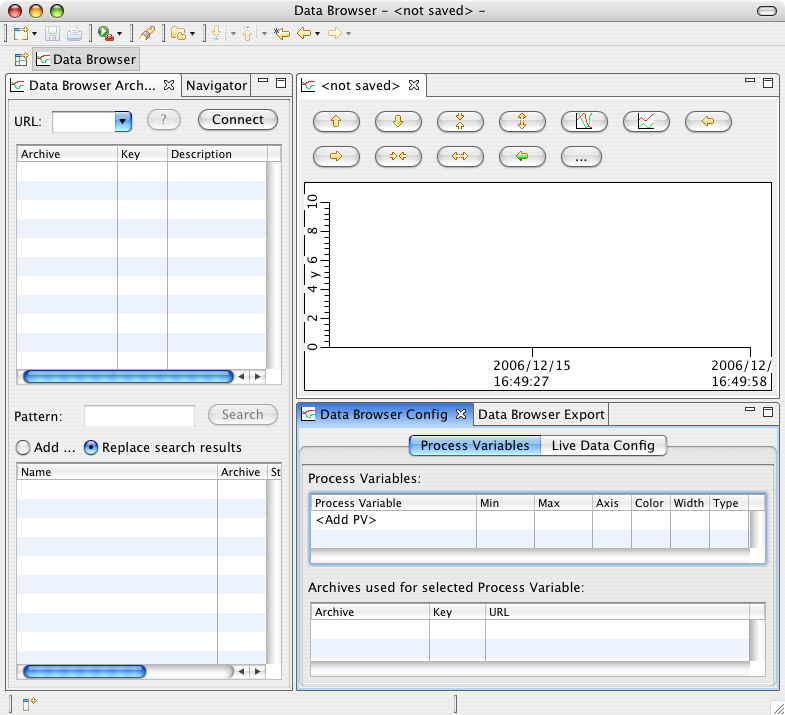 Data Browser - <not saved> -
Data Browser
Data Browser Arch...
Navigator
URL:
?
Connect
Archive Key Description
Pattern:
Search
Add ...
Replace search results
Name Archive St
<not saved>
...
10
8
6
y
4
2
0
2006/12/15
16:49:27
2006/12/
16:49:58
Data Browser Config
Data Browser Export
Process Variables
Live Data Config
Process Variables:
Process Variable Min Max Axis Color Width Type
<Add PV>
Archives used for selected Process Variable:
Archive Key URL